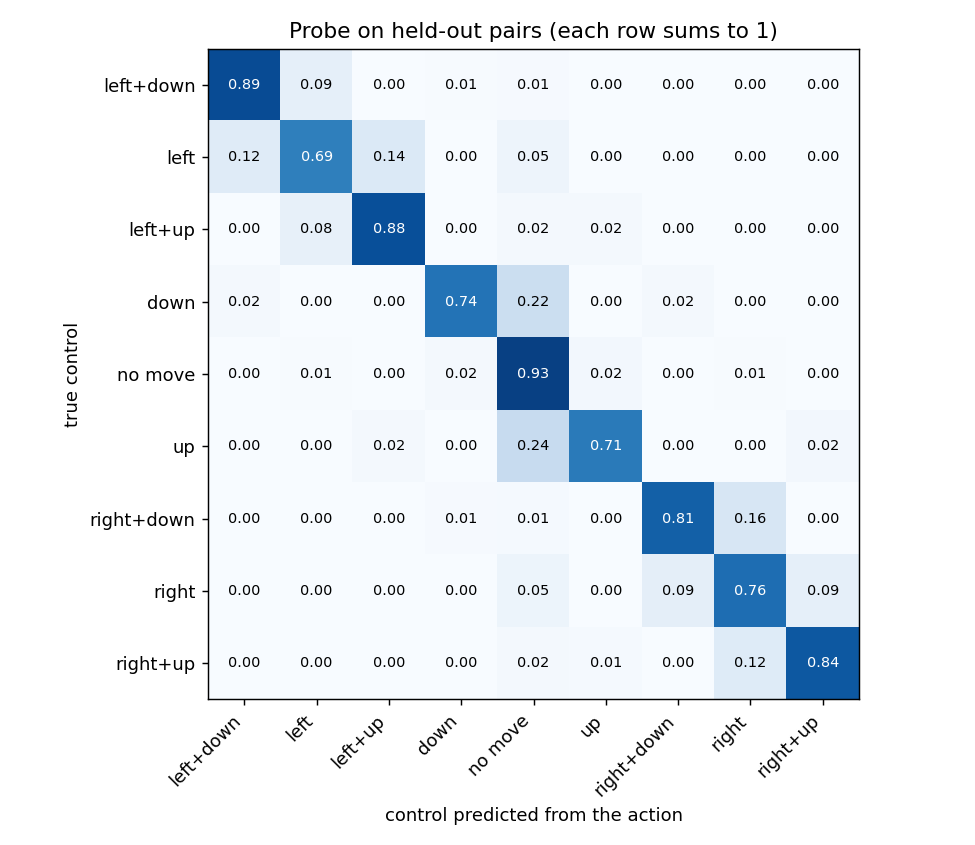 Probe on held-out pairs (each row sums to 1)
left+down 0.89 0.09 0.00 0.01 0.01 0.00 0.00 0.00 0.00
left 0.12 0.69 0.14 0.00 0.05 0.00 0.00 0.00 0.00
left+up 0.00 0.08 0.88 0.00 0.02 0.02 0.00 0.00 0.00
down 0.02 0.00 0.00 0.74 0.22 0.00 0.02 0.00 0.00
no move 0.00 0.01 0.00 0.02 0.93 0.02 0.00 0.01 0.00
up 0.00 0.00 0.02 0.00 0.24 0.71 0.00 0.00 0.02
right+down 0.00 0.00 0.00 0.01 0.01 0.00 0.81 0.16 0.00
right 0.00 0.00 0.00 0.00 0.05 0.00 0.09 0.76 0.09
right+up 0.00 0.00 0.00 0.00 0.02 0.01 0.00 0.12 0.84
true control
left+down left left+up down no move up right+down right right+up
control predicted from the action